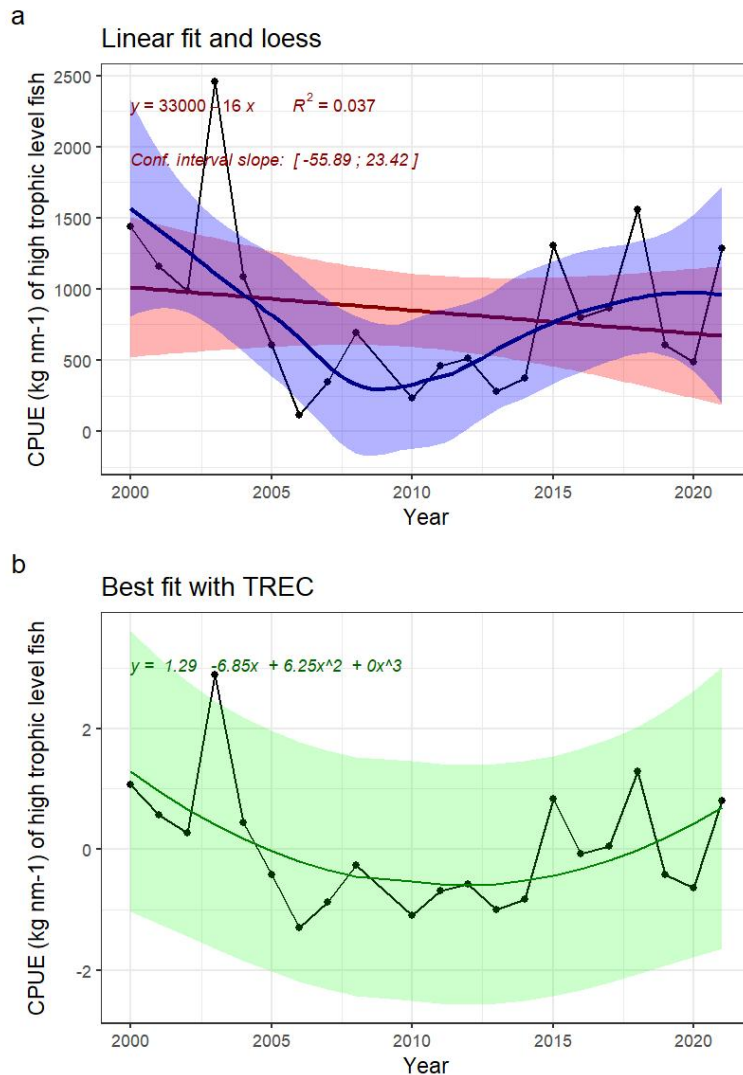 a
Linear fit and loess
2500
2000
1500
1000
500
0
y = 33000 - 16 x R² = 0.037
Conf. interval slope: [ -55.89 ; 23.42 ]
CPUE (kg nm-1) of high trophic level fish
2000 2005 2010 2015 2020
Year
b
Best fit with TREC
2
0
-2
y = 1.29 -6.85x + 6.25x^2 + 0x^3
CPUE (kg nm-1) of high trophic level fish
2000 2005 2010 2015 2020
Year